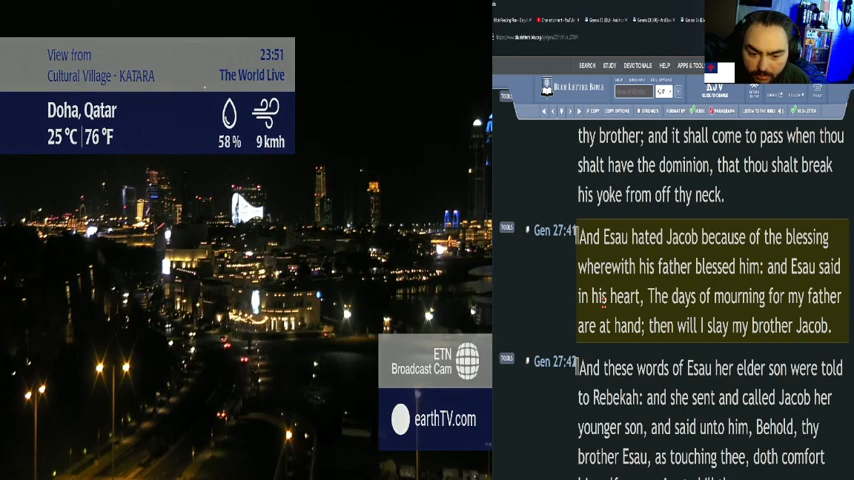 View from
Cultural Village - KATARA
23:51
The World Live
Doha, Qatar
25 °C | 76 °F
58 %
9 kmh
ETN
Broadcast Cam
earthTV.com
SEARCH STUDY DEVOTIONALS HELP APPS & TOOLS
BLUE LETTER BIBLE
KJV
TOOLS
thy brother; and it shall come to pass when thou
shalt have the dominion, that thou shalt break
his yoke from off thy neck.
TOOLS
Gen 27:41
And Esau hated Jacob because of the blessing
wherewith his father blessed him: and Esau said
in his heart, The days of mourning for my father
are at hand; then will I slay my brother Jacob.
TOOLS
Gen 27:42
And these words of Esau her elder son were told
to Rebekah: and she sent and called Jacob her
younger son, and said unto him, Behold, thy
brother Esau, as touching thee, doth comfort